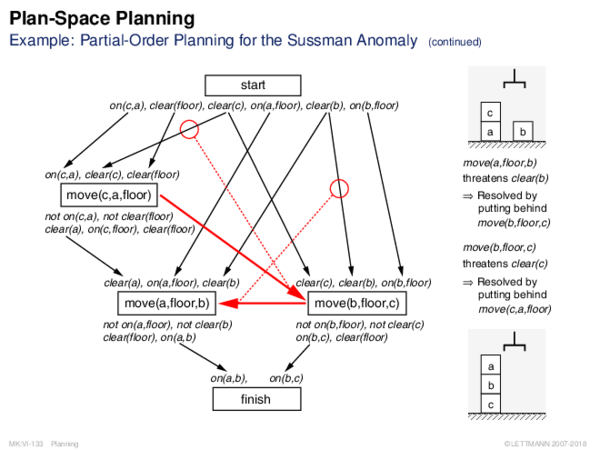 Plan-Space Planning
Example: Partial-Order Planning for the Sussman Anomaly (continued)
start
on(c,a), clear(floor), clear(c), on(a,floor), clear(b), on(b,floor)
on(c,a), clear(c), clear(floor)
move(c,a,floor)
not on(c,a), not clear(floor)
clear(a), on(c,floor), clear(floor)
clear(a), on(a,floor), clear(b)
move(a,floor,b)
not on(a,floor), not clear(b)
clear(floor), on(a,b)
clear(c), clear(b), on(b,floor)
move(b,floor,c)
not on(b,floor), not clear(c)
on(b,c), clear(floor)
on(a,b), on(b,c)
finish
c
a b
move(a,floor,b)
threatens clear(b)
⇒ Resolved by
putting behind
move(b,floor,c)
move(b,floor,c)
threatens clear(c)
⇒ Resolved by
putting behind
move(c,a,floor)
a
b
c
MK:VI-133 Planning
©LETTMANN 2007-2018